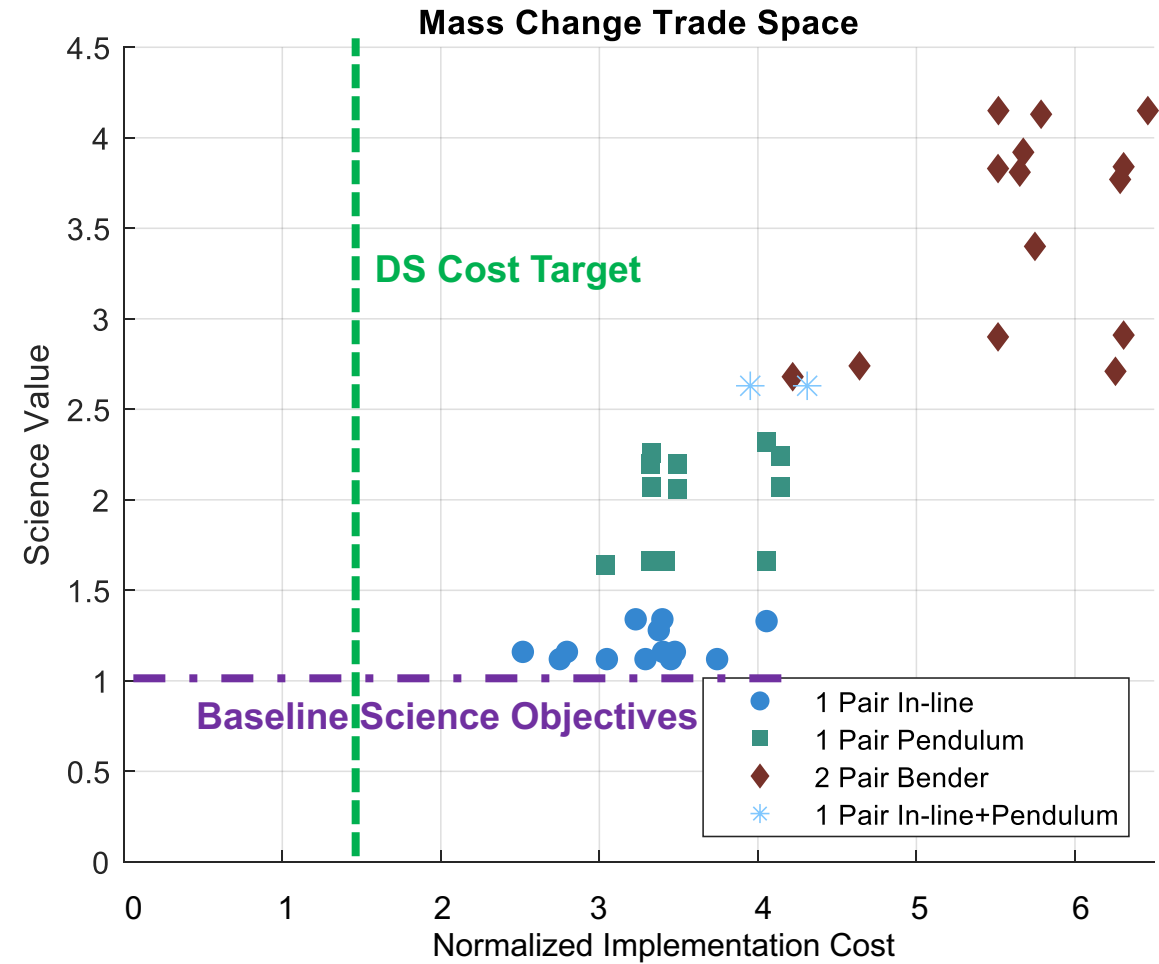 Mass Change Trade Space
4.5
4
3.5
3
2.5
2
1.5
1
0.5
0
Science Value
DS Cost Target
Baseline Science Objectives
1 Pair In-line
1 Pair Pendulum
2 Pair Bender
1 Pair In-line+Pendulum
0 1 2 3 4 5 6
Normalized Implementation Cost